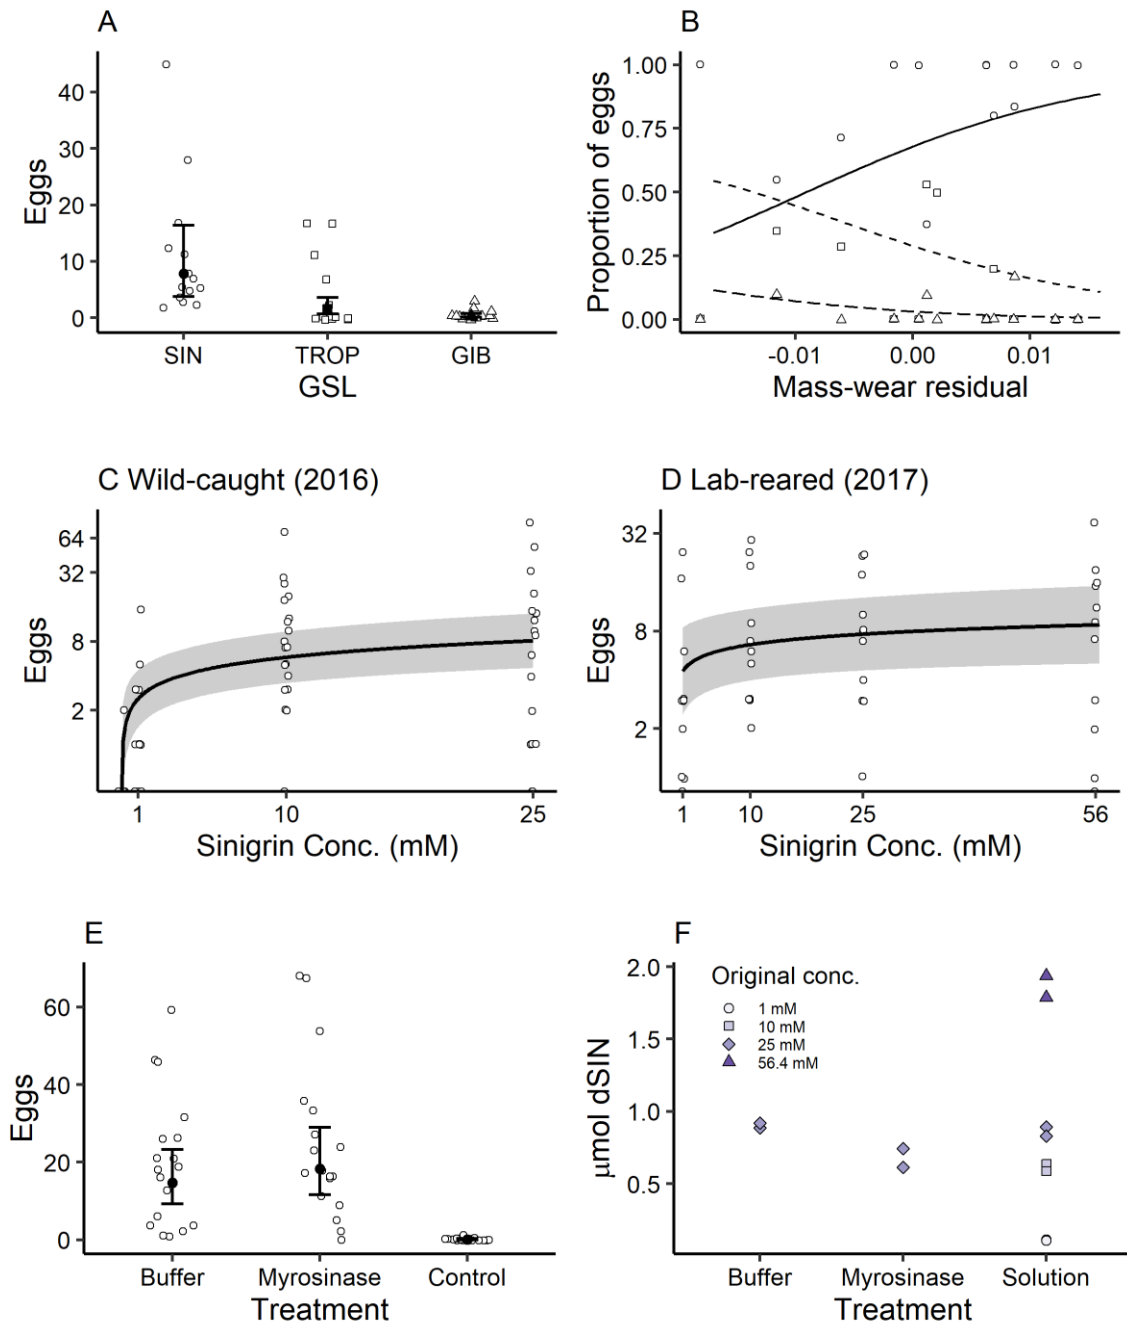 A
Eggs
40
30
20
10
0
SIN TROP GIB
GSL
B
Proportion of eggs
1.00
0.75
0.50
0.25
0.00
-0.01 0.00 0.01
Mass-wear residual
C Wild-caught (2016)
Eggs
64
32
8
2
1 10 25
Sinigrin Conc. (mM)
D Lab-reared (2017)
Eggs
32
8
2
1 10 25 56
Sinigrin Conc. (mM)
E
Eggs
60
40
20
0
Buffer Myrosinase Control
Treatment
F
μmol dSIN
2.0
1.5
1.0
0.5
Original conc.
1 mM
10 mM
25 mM
56.4 mM
Buffer Myrosinase Solution
Treatment